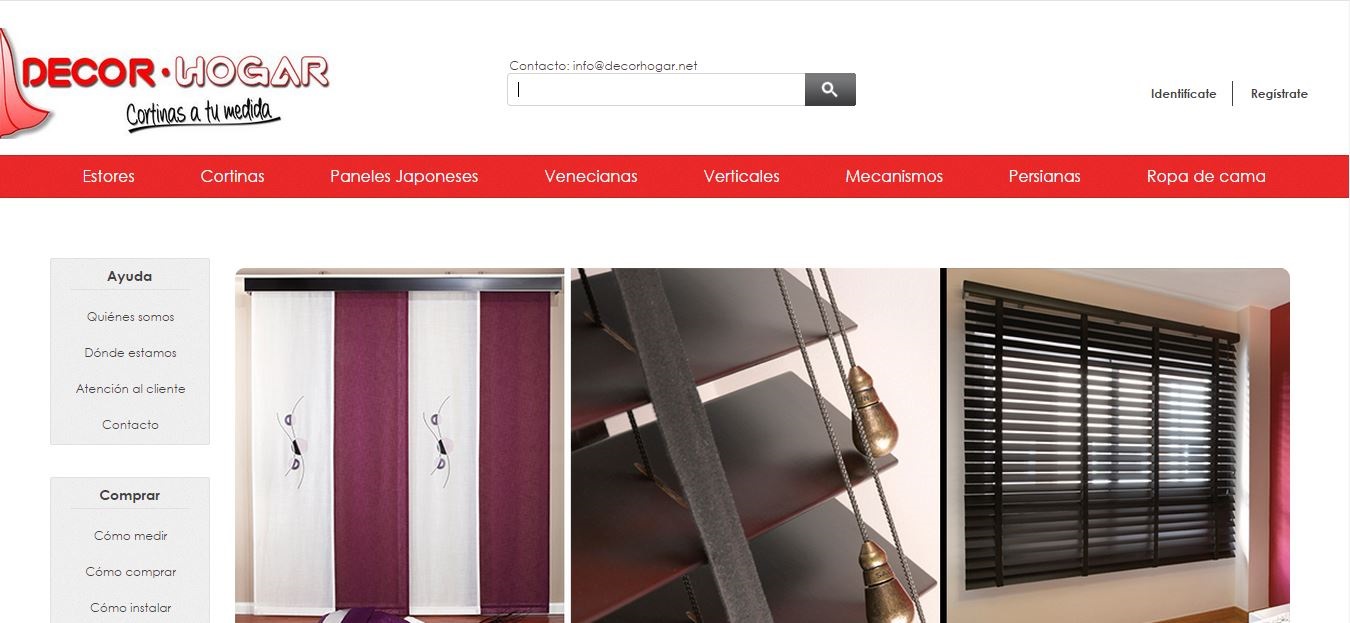 DECOR·HOGAR
Cortinas a tu medida
Contacto: info@decorhogar.net
Identifícate
Regístrate
Estores
Cortinas
Paneles Japoneses
Venecianas
Verticales
Mecanismos
Persianas
Ropa de cama
Ayuda
Quiénes somos
Dónde estamos
Atención al cliente
Contacto
Comprar
Cómo medir
Cómo comprar
Cómo instalar